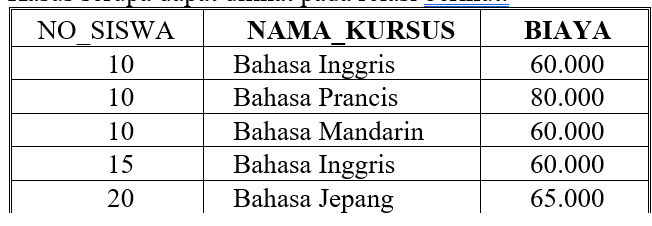 NO_SISWA NAMA_KURSUS BIAYA
10 Bahasa Inggris 60.000
10 Bahasa Prancis 80.000
10 Bahasa Mandarin 60.000
15 Bahasa Inggris 60.000
20 Bahasa Jepang 65.000